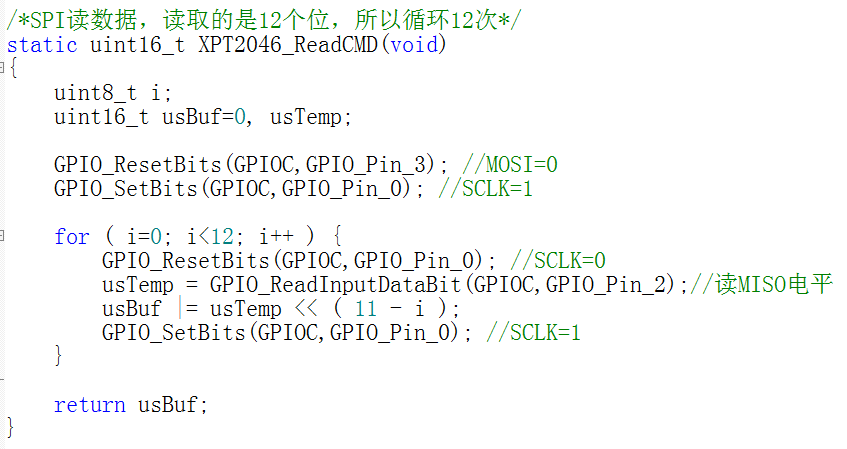 /*SPI读数据，读取的是12个位，所以循环12次*/
static uint16_t XPT2046_ReadCMD(void)
{
    uint8_t i;
    uint16_t usBuf=0, usTemp;

    GPIO_ResetBits(GPIOC,GPIO_Pin_3); //MOSI=0
    GPIO_SetBits(GPIOC,GPIO_Pin_0); //SCLK=1

    for ( i=0; i<12; i++ ) {
        GPIO_ResetBits(GPIOC,GPIO_Pin_0); //SCLK=0
        usTemp = GPIO_ReadInputDataBit(GPIOC,GPIO_Pin_2);//读MISO电平
        usBuf |= usTemp << ( 11 - i );
        GPIO_SetBits(GPIOC,GPIO_Pin_0); //SCLK=1
    }

    return usBuf;
}